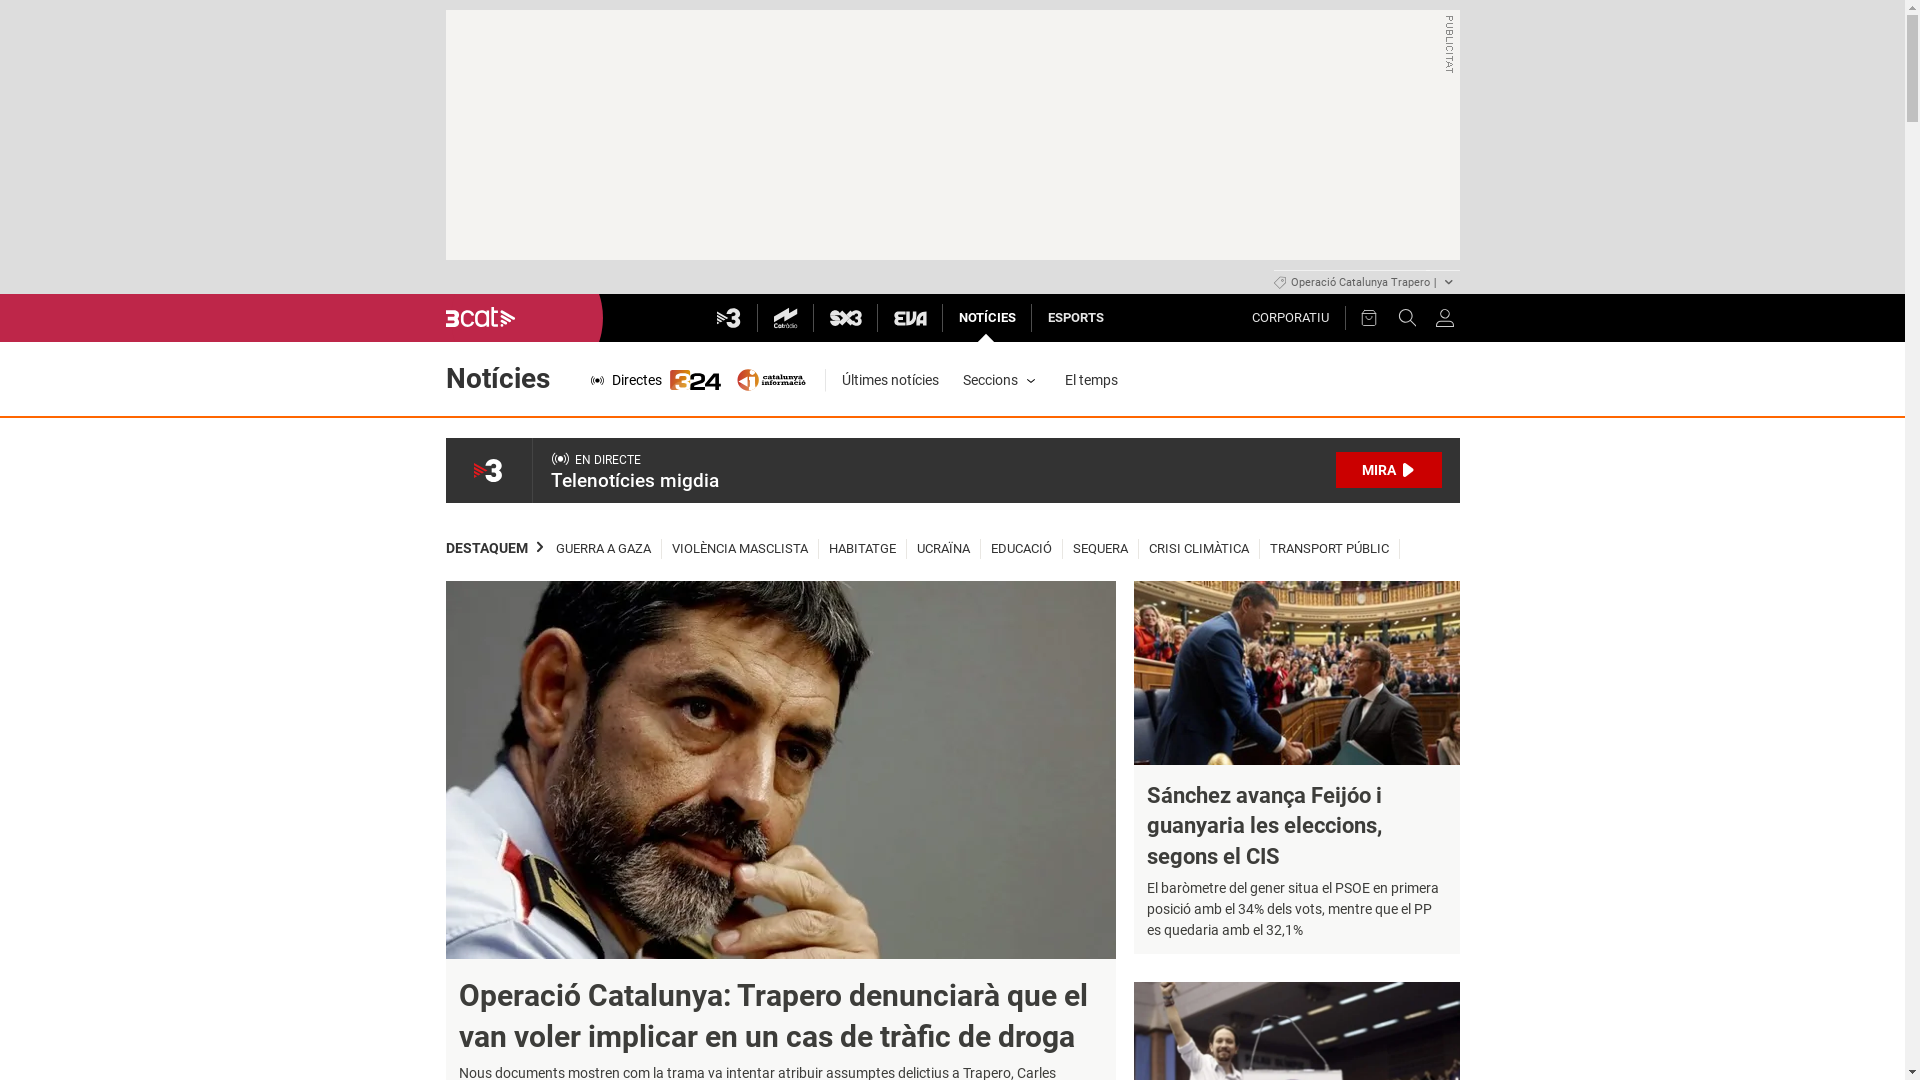 PUBLICITAT
Operació Catalunya Trapero |
3cat
3
Catràdio
SX3
EVA
NOTÍCIES
ESPORTS
CORPORATIU
Notícies
Directes
324
catalunya
informació
Últimes notícies
Seccions
El temps
3
EN DIRECTE
Telenotícies migdia
MIRA
DESTAQUEM
GUERRA A GAZA
VIOLÈNCIA MASCLISTA
HABITATGE
UCRAÏNA
EDUCACIÓ
SEQUERA
CRISI CLIMÀTICA
TRANSPORT PÚBLIC
Operació Catalunya: Trapero denunciarà que el
van voler implicar en un cas de tràfic de droga
Nous documents mostren com la trama va intentar atribuir assumptes delictius a Trapero, Carles
Sánchez avança Feijóo i
guanyaria les eleccions,
segons el CIS
El baròmetre del gener situa el PSOE en primera
posició amb el 34% dels vots, mentre que el PP
es quedaria amb el 32,1%